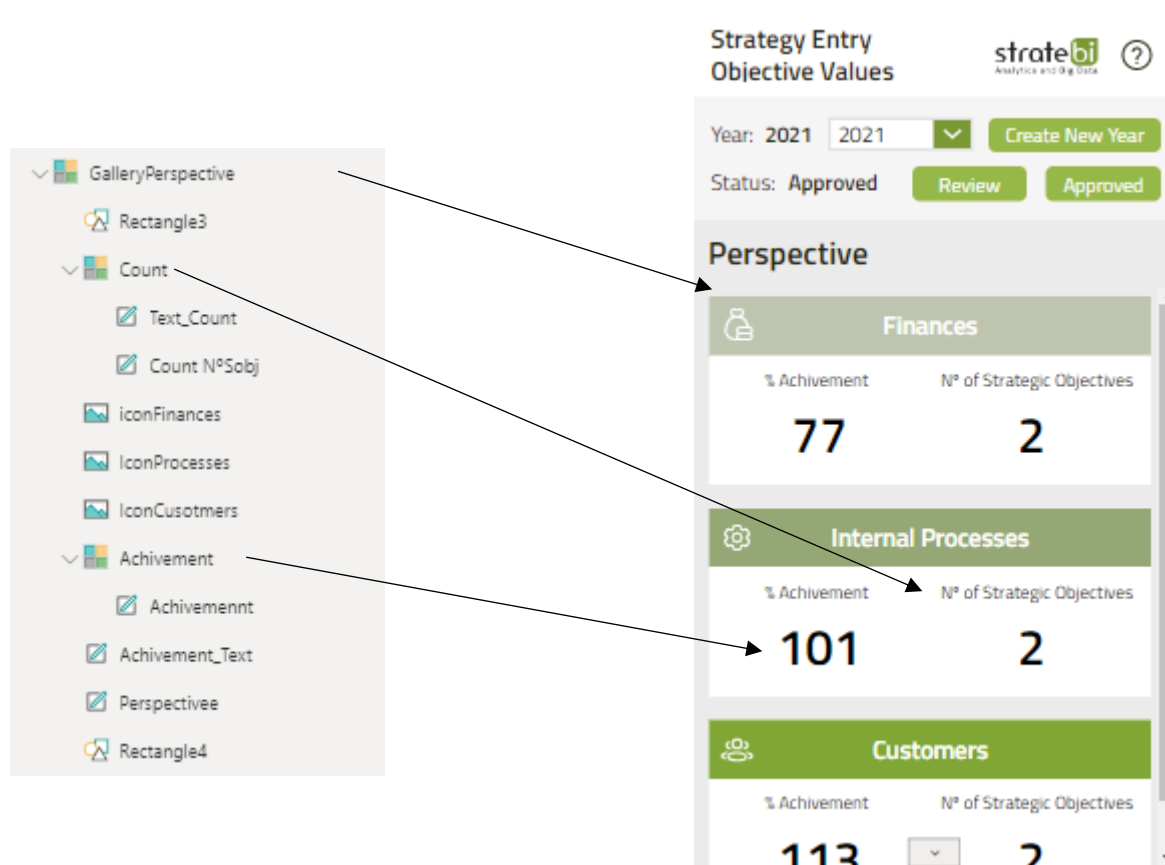 GalleryPerspective
Rectangle3
Count
Text_Count
Count NºSobj
iconFinances
IconProcesses
IconCusotmers
Achivement
Achivemennt
Achivement_Text
Perspectivee
Rectangle4
Strategy Entry
Objective Values
stratebi
Analytics and Big Data
?
Year: 2021 2021 Create New Year
Status: Approved Review Approved
Perspective
Finances
% Achivement Nº of Strategic Objectives
77 2
Internal Processes
% Achivement Nº of Strategic Objectives
101 2
Customers
% Achivement Nº of Strategic Objectives
113 2